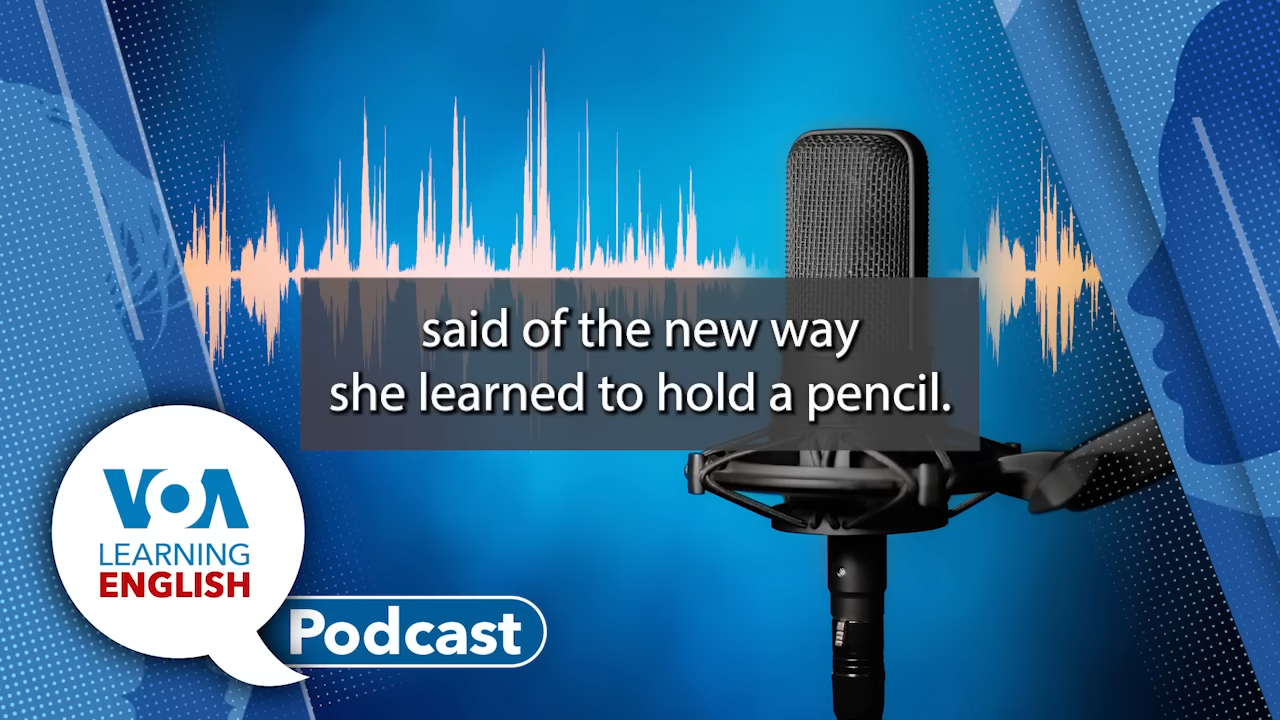 said of the new way
she learned to hold a pencil.
VOA
LEARNING
ENGLISH
Podcast